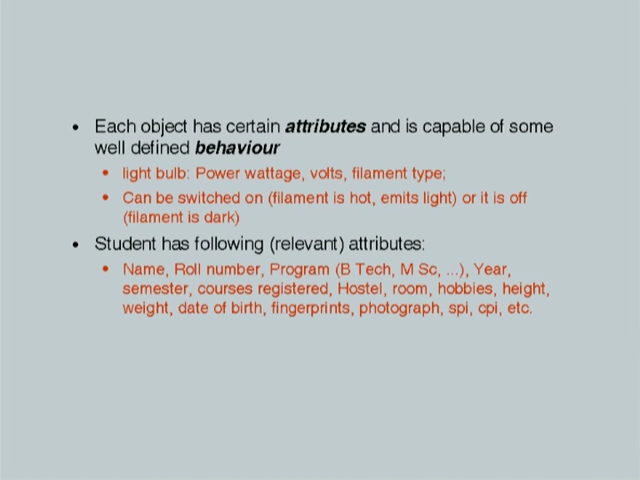 • Each object has certain attributes and is capable of some
well defined behaviour
• light bulb: Power wattage, volts, filament type;
• Can be switched on (filament is hot, emits light) or it is off
(filament is dark)
• Student has following (relevant) attributes:
• Name, Roll number, Program (B Tech, M Sc, ...), Year,
semester, courses registered, Hostel, room, hobbies, height,
weight, date of birth, fingerprints, photograph, spi, cpi, etc.